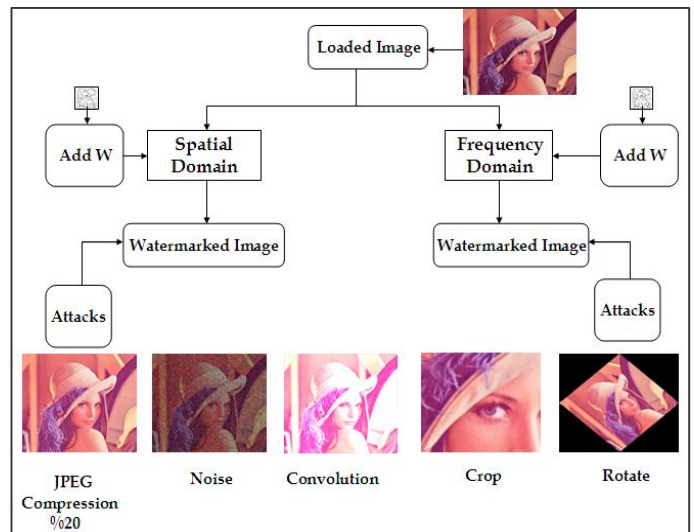 Loaded Image
Add W
Spatial
Domain
Frequency
Domain
Add W
Watermarked Image
Watermarked Image
Attacks
Attacks
JPEG
Compression
%20
Noise
Convolution
Crop
Rotate